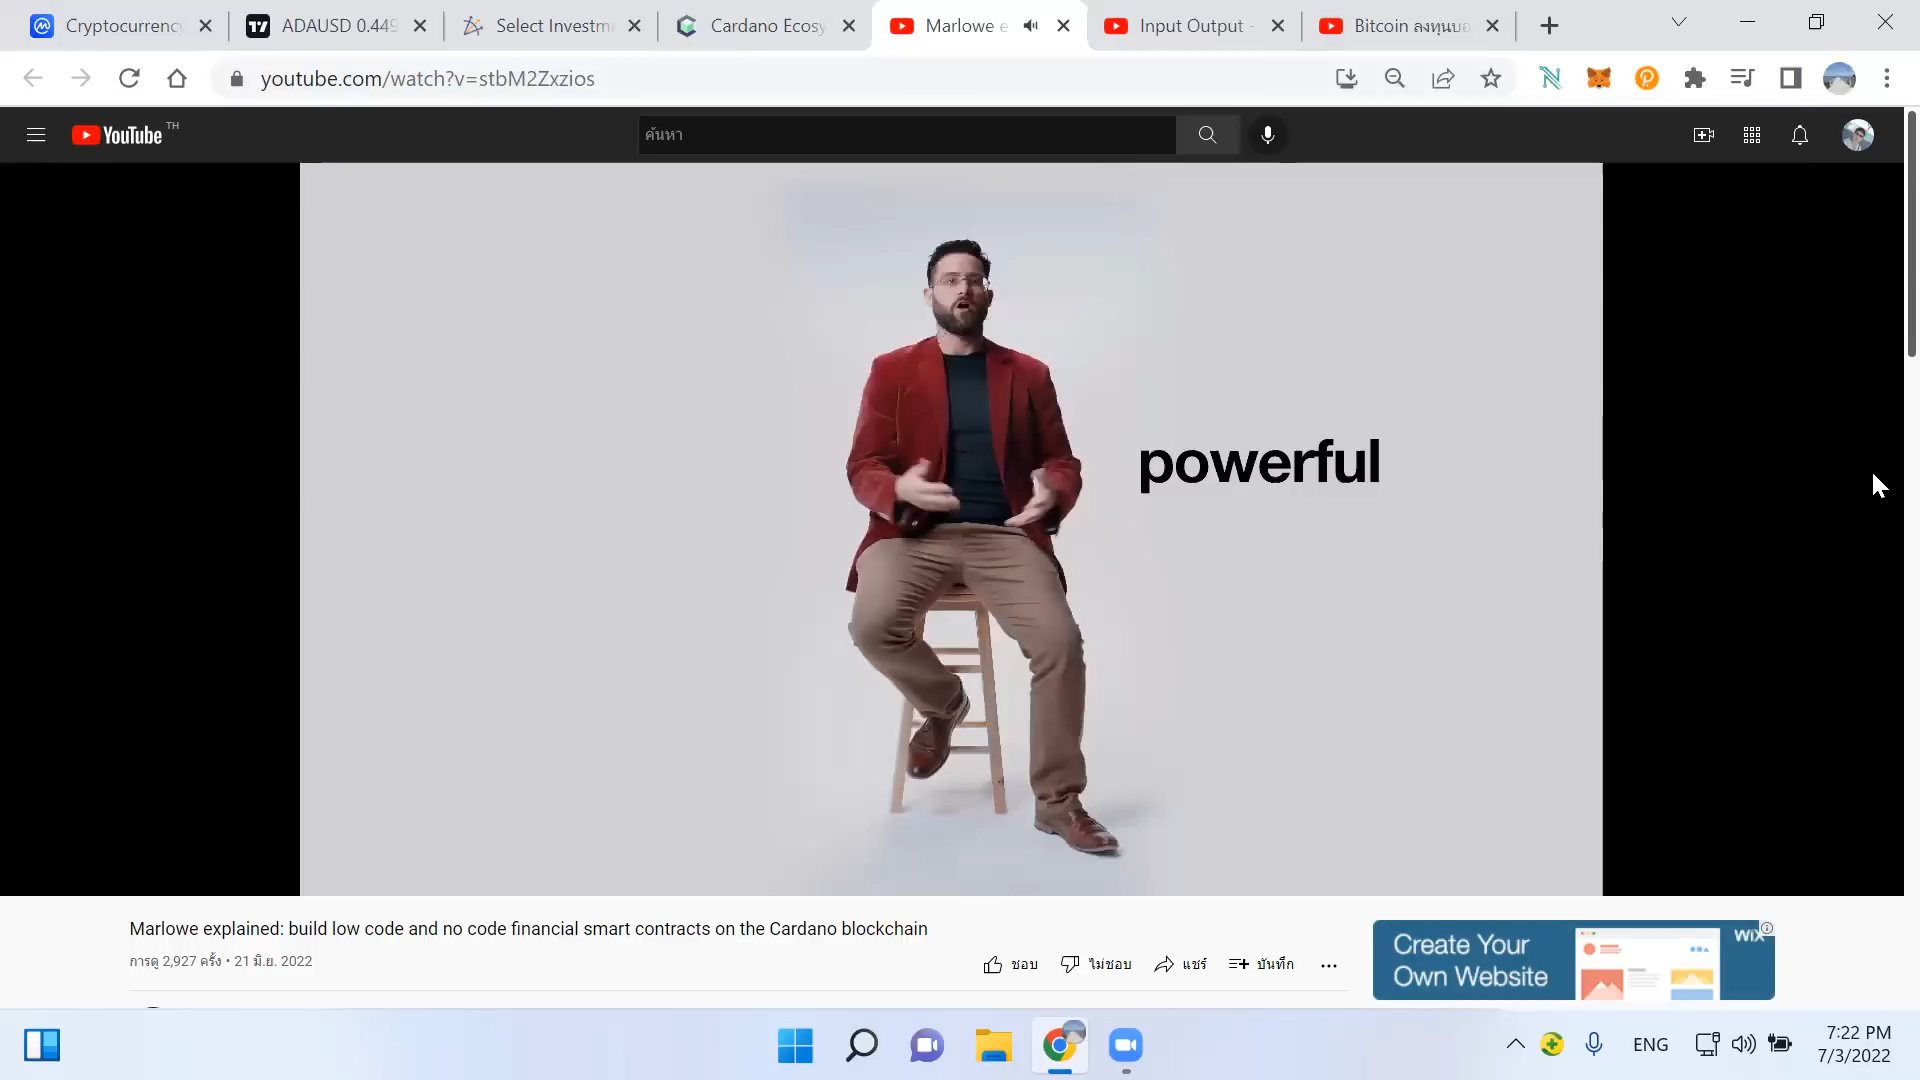 Cryptocurrency
ADAUSD 0.449
Select Investm
Cardano Ecosy
Marlowe e
Input Output -
Bitcoin ลงทุนบอ
youtube.com/watch?v=stbM2Zxzios
YouTube TH
ค้นหา
powerful
Marlowe explained: build low code and no code financial smart contracts on the Cardano blockchain
การดู 2,927 ครั้ง • 21 มิ.ย. 2022
ชอบ
ไม่ชอบ
แชร์
บันทึก
Create Your
Own Website
WIX
ENG
7:22 PM
7/3/2022